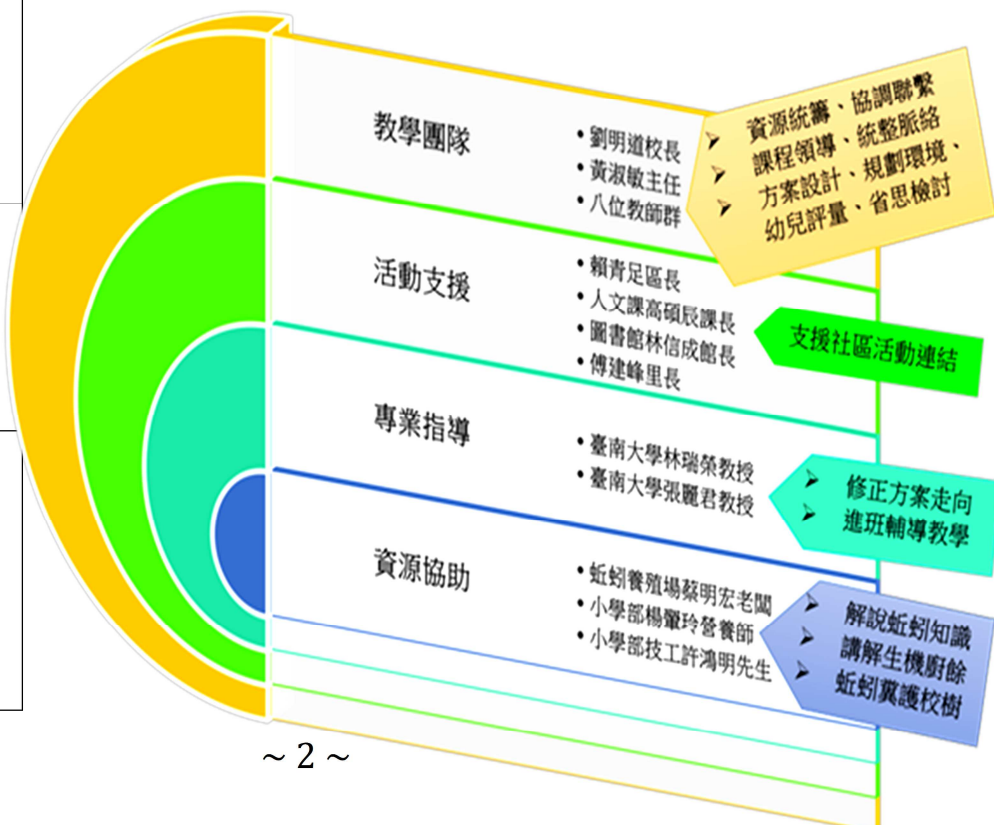 教學團隊
• 劉明道校長
• 黃淑敏主任
• 八位教師群
➢ 資源統籌、協調聯繫
➢ 課程領導、統整脈絡
➢ 方案設計、規劃環境、
幼兒評量、省思檢討
活動支援
• 賴青足區長
• 人文課高碩辰課長
• 圖書館林信成館長
• 傅建峰里長
支援社區活動連結
專業指導
• 臺南大學林瑞榮教授
• 臺南大學張麗君教授
➢ 修正方案走向
➢ 進班輔導教學
資源協助
• 蚯蚓養殖場蔡明宏老闆
• 小學部楊肇玲營養師
• 小學部技工許鴻明先生
➢ 解說蚯蚓知識
➢ 講解生機廚餘
➢ 蚯蚓糞護校樹
~ 2 ~